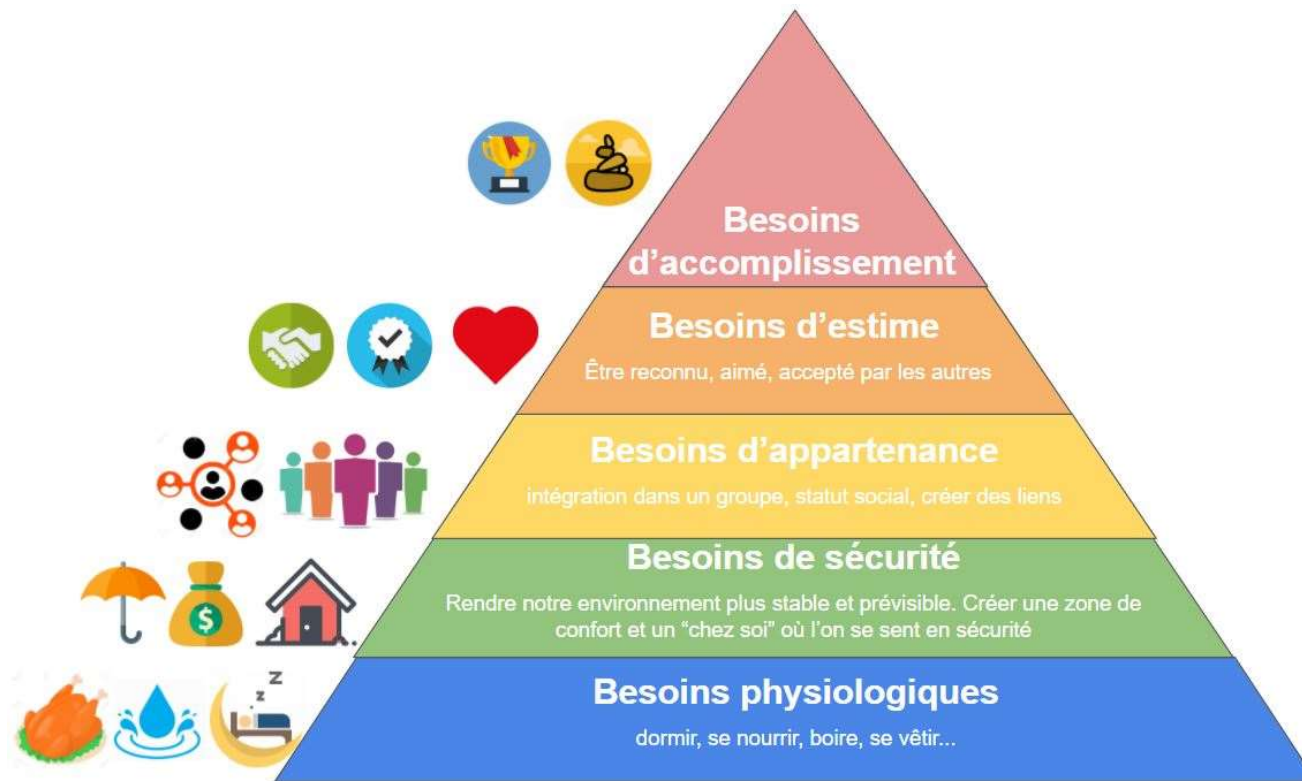 Besoins
d’accomplissement
Besoins d’estime
Être reconnu, aimé, accepté par les autres
Besoins d’appartenance
intégration dans un groupe, statut social, créer des liens
Besoins de sécurité
Rendre notre environnement plus stable et prévisible. Créer une zone de
confort et un “chez soi” où l’on se sent en sécurité
$
z z Z
Besoins physiologiques
dormir, se nourrir, boire, se vêtir...